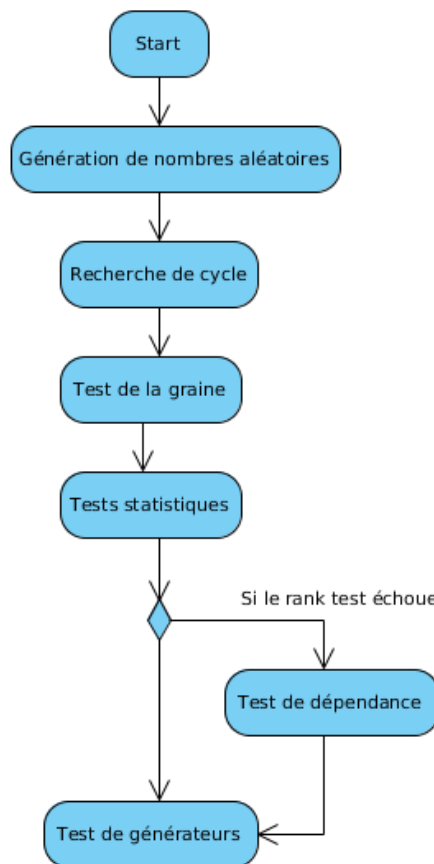 Start
Génération de nombres aléatoires
Recherche de cycle
Test de la graine
Tests statistiques
Si le rank test échoue
Test de dépendance
Test de générateurs